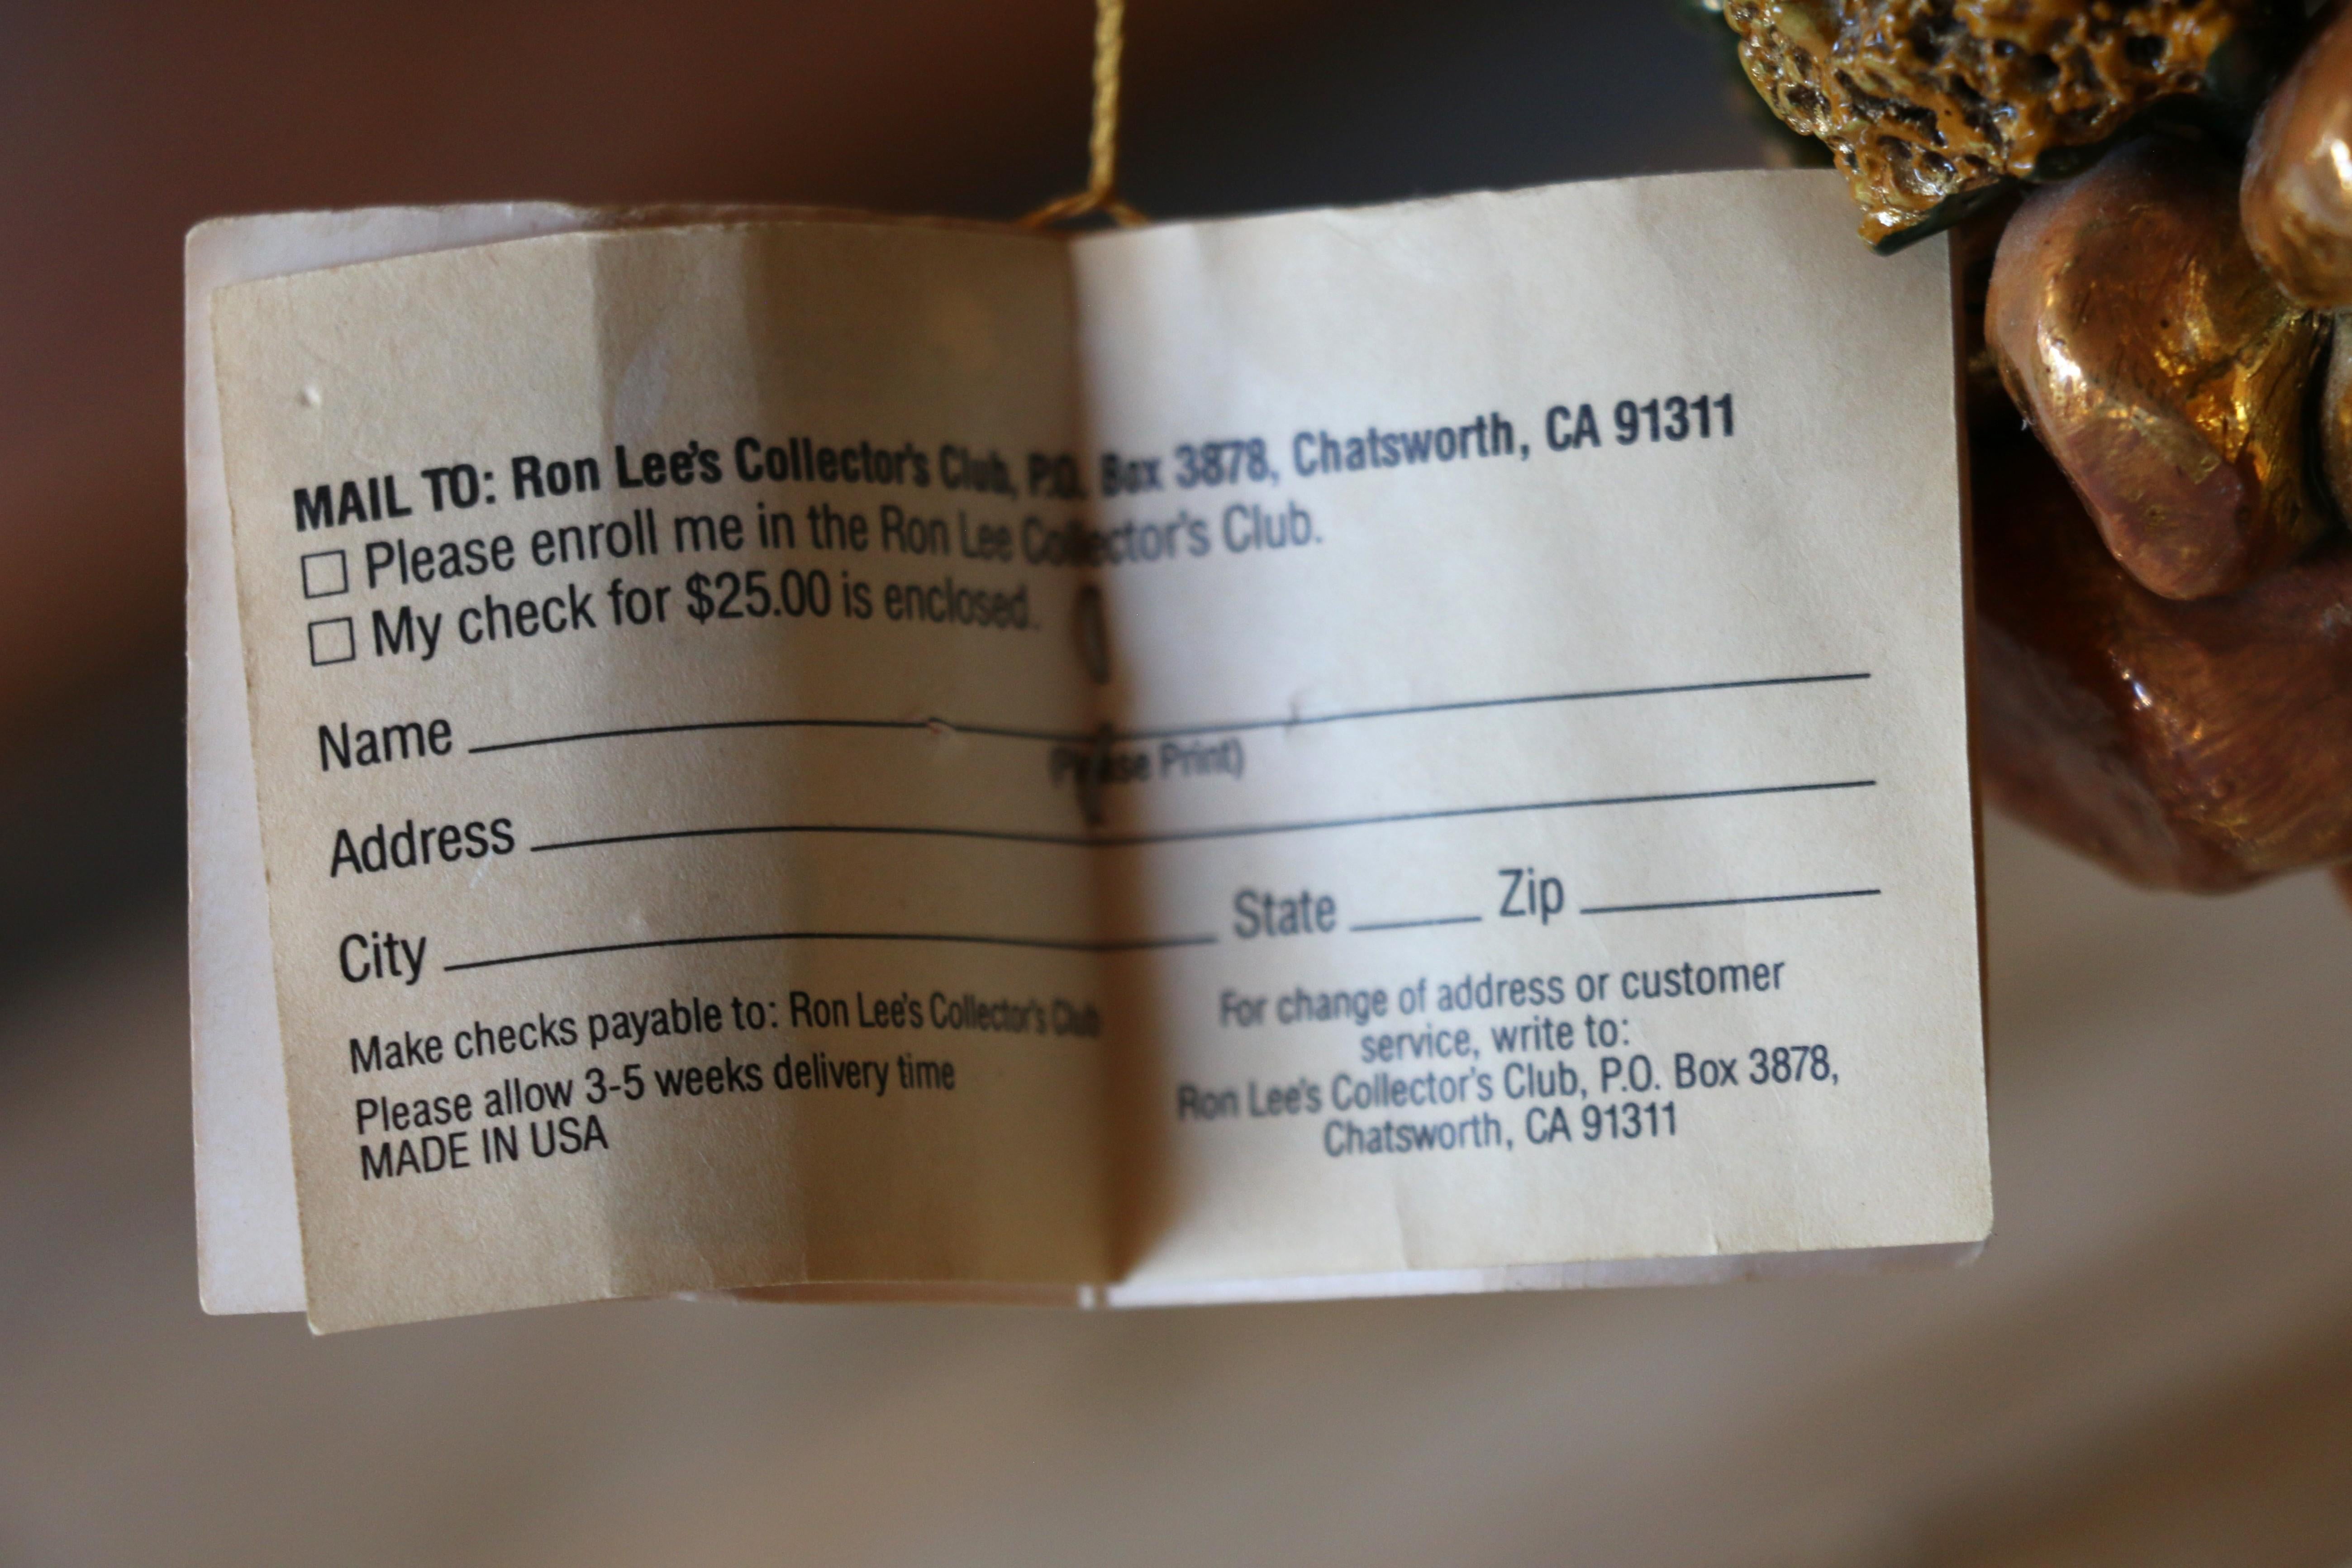 MAIL TO: Ron Lee's Collector's Club, P.O. Box 3878, Chatsworth, CA 91311
☐ Please enroll me in the Ron Lee Collector's Club.
☐ My check for $25.00 is enclosed.
Name
(Please Print)
Address
City State Zip
Make checks payable to: Ron Lee's Collector's Club
Please allow 3-5 weeks delivery time
MADE IN USA
For change of address or customer
service, write to:
Ron Lee's Collector's Club, P.O. Box 3878,
Chatsworth, CA 91311